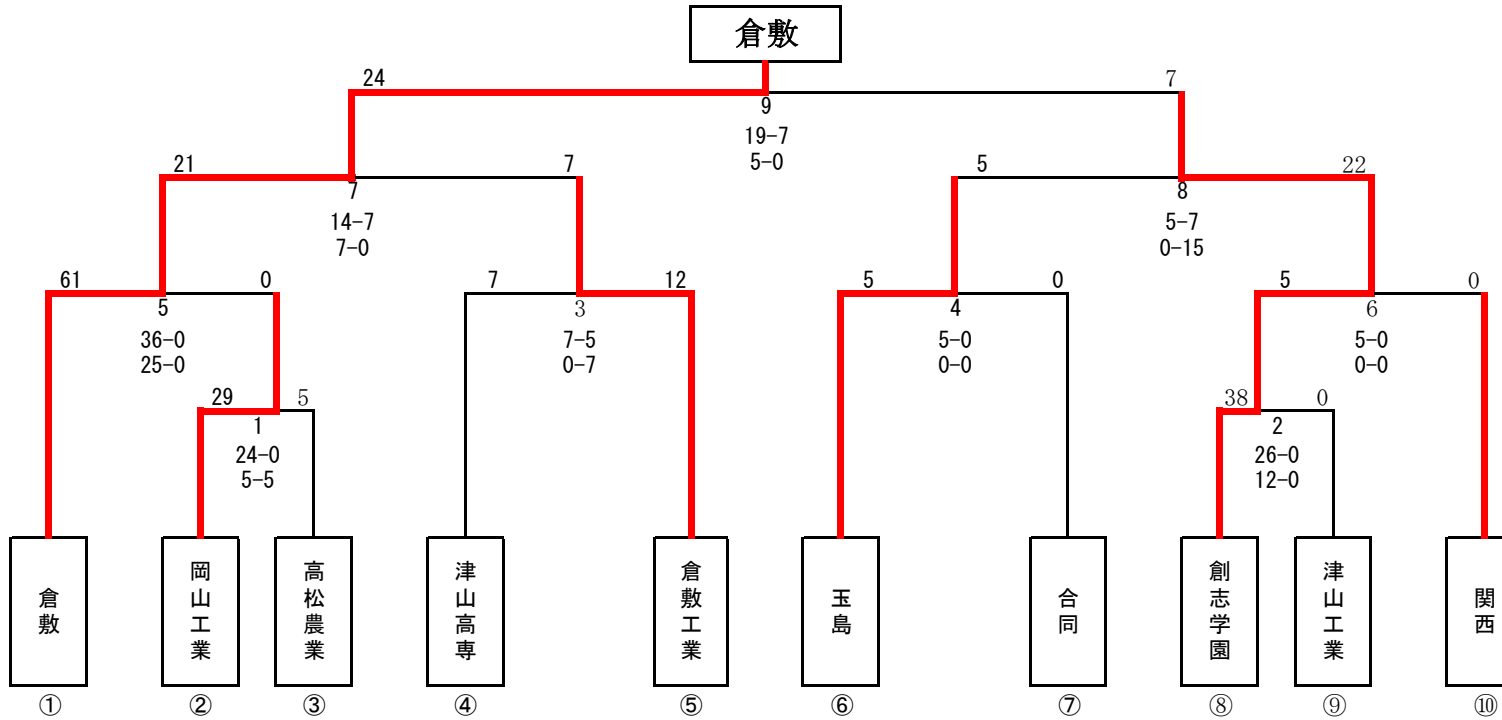 倉敷
24 7
9
19-7
5-0
21 7 5 22
7 8
14-7 5-7
7-0 0-15
61 0 7 12 5 0 5 0
5 3 4 6
36-0 7-5 5-0 5-0
25-0 0-7 0-0 0-0
29 5 38 0
1 2
24-0 26-0
5-5 12-0
倉敷
岡山工業
高松農業
津山高専
倉敷工業
玉島
合同
創志学園
津山工業
関西
① ② ③ ④ ⑤ ⑥ ⑦ ⑧ ⑨ ⑩